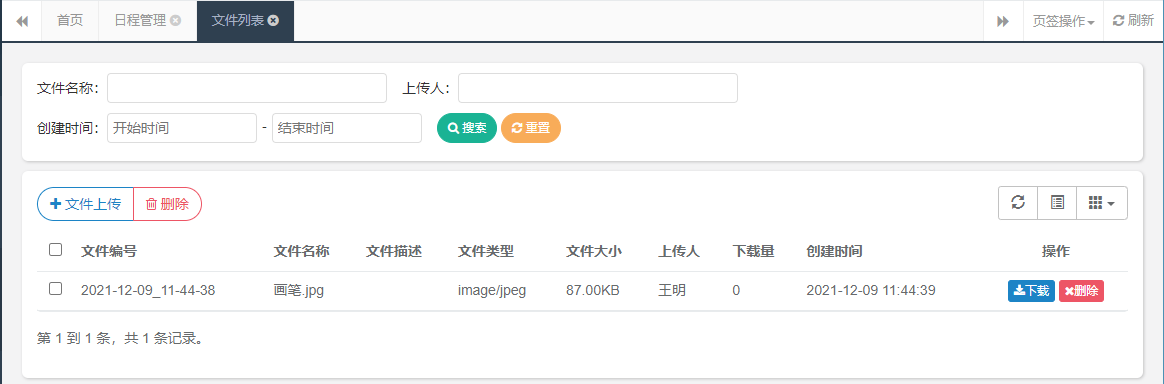 首页 日程管理 文件列表 页签操作 刷新
文件名称： 上传人：
创建时间： 开始时间 - 结束时间 搜索 重置
文件上传 删除
文件编号 文件名称 文件描述 文件类型 文件大小 上传人 下载量 创建时间 操作
2021-12-09_11-44-38 画笔.jpg image/jpeg 87.00KB 王明 0 2021-12-09 11:44:39 下载 删除
第 1 到 1 条，共 1 条记录。